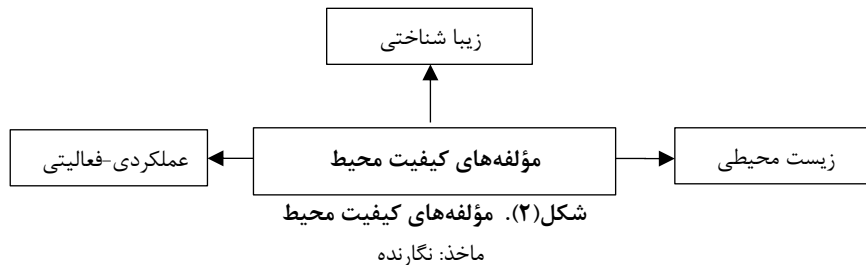 زیبا شناختی
زیست محیطی
مؤلفه‌های کیفیت محیط
عملکردی-فعالیتی
شکل(۲). مؤلفه‌های کیفیت محیط
ماخذ: نگارنده